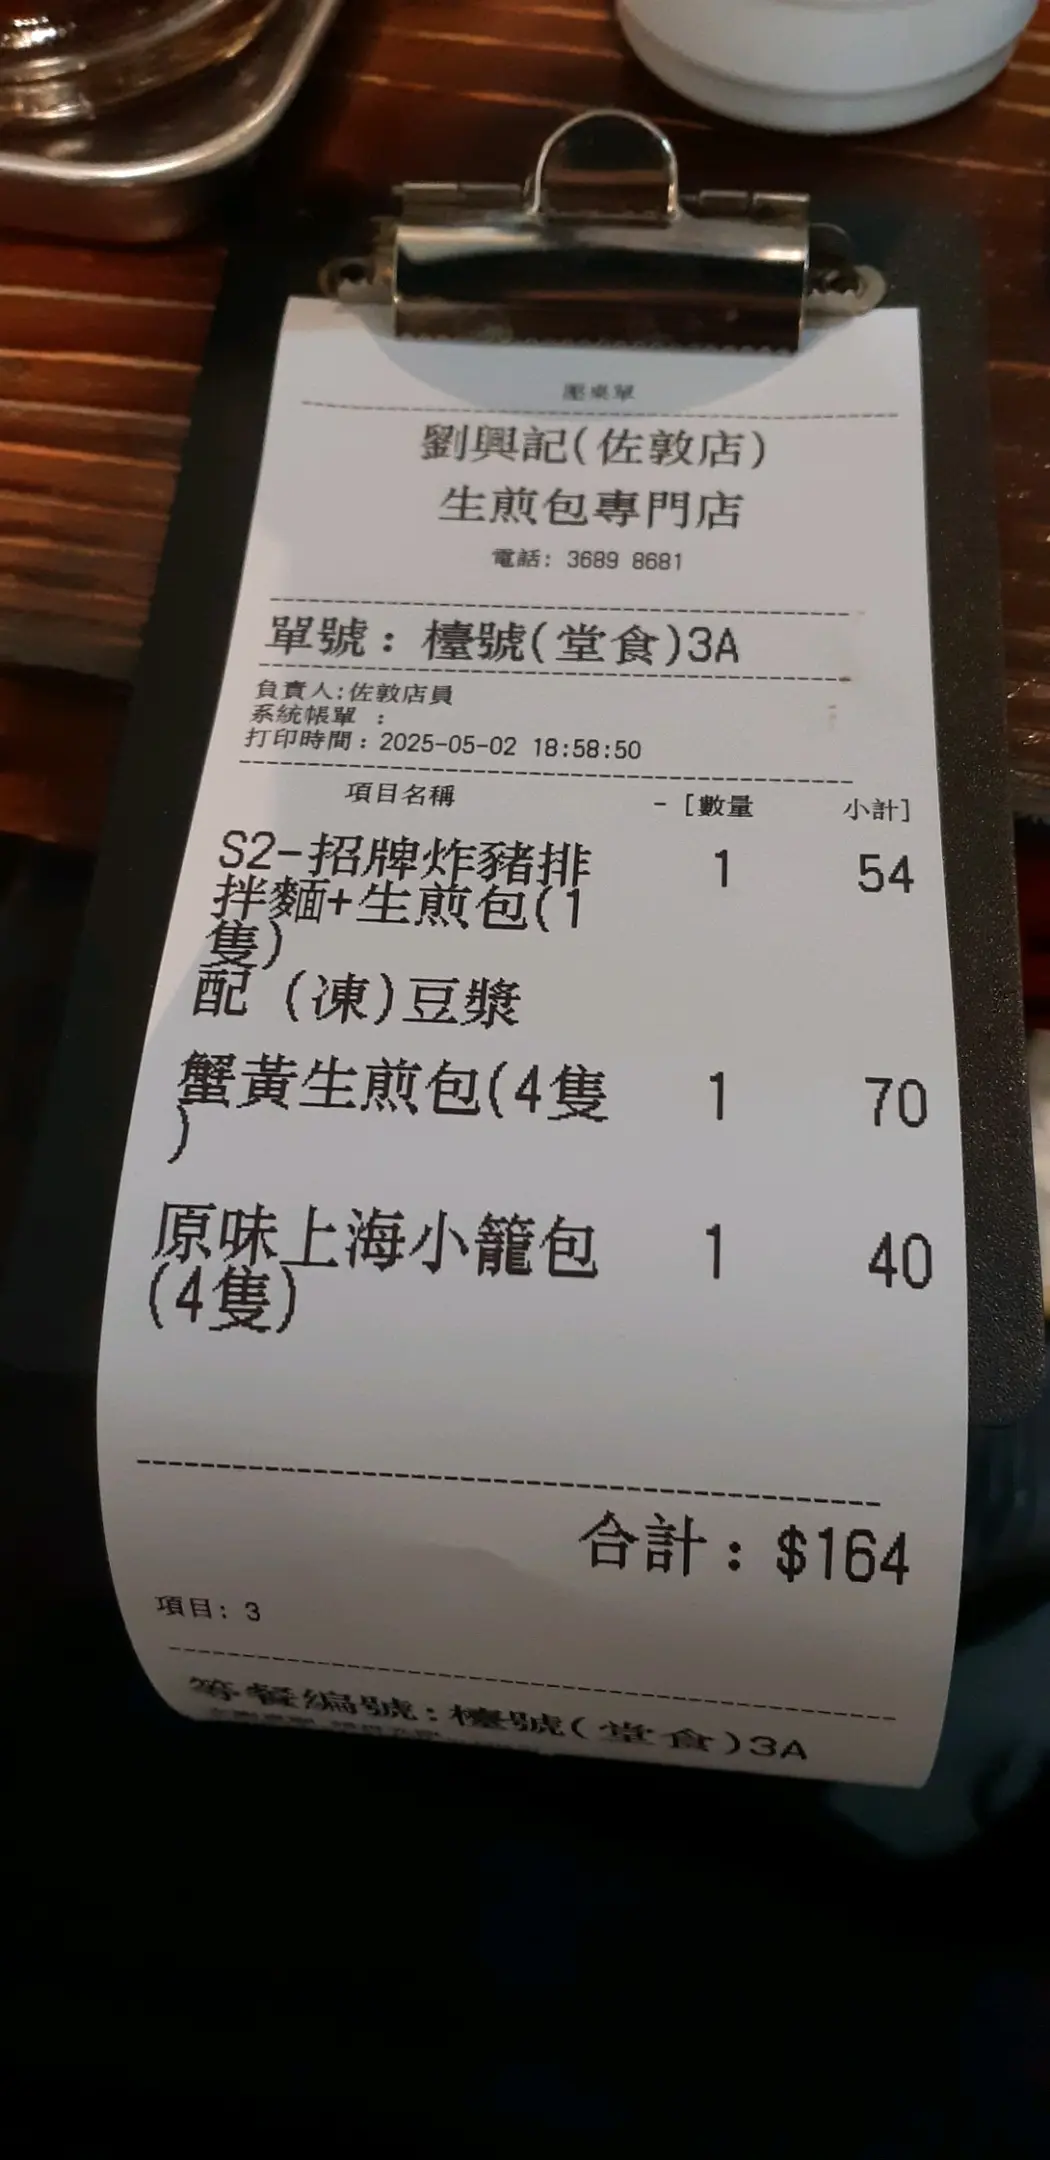 壓桌單
劉興記(佐敦店)
生煎包專門店
電話: 3689 8681
單號: 檯號(堂食)3A
負責人:佐敦店員
系統帳單 :
打印時間:2025-05-02 18:58:50
項目名稱 -[數量 小計]
S2-招牌炸豬排 1 54
拌麵+生煎包(1
隻)
配 (凍)豆漿
蟹黃生煎包(4隻 1 70
)
原味上海小籠包 1 40
(4隻)
合計: $164
項目: 3
等餐編號:檯號(堂食)3A